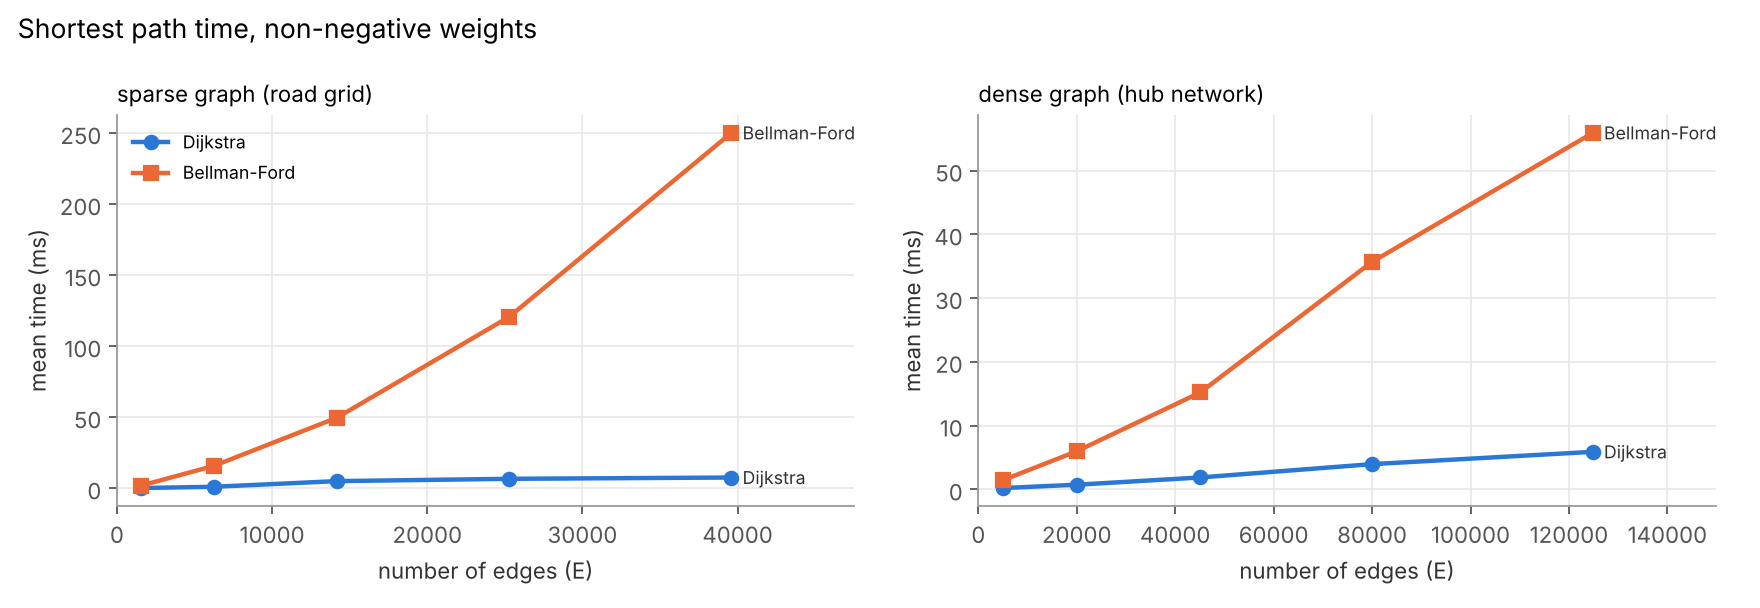 Shortest path time, non-negative weights
sparse graph (road grid)
Dijkstra
Bellman-Ford
Bellman-Ford
Dijkstra
250
200
150
100
50
0
mean time (ms)
0 10000 20000 30000 40000
number of edges (E)
dense graph (hub network)
Bellman-Ford
Dijkstra
50
40
30
20
10
0
mean time (ms)
0 20000 40000 60000 80000 100000 120000 140000
number of edges (E)